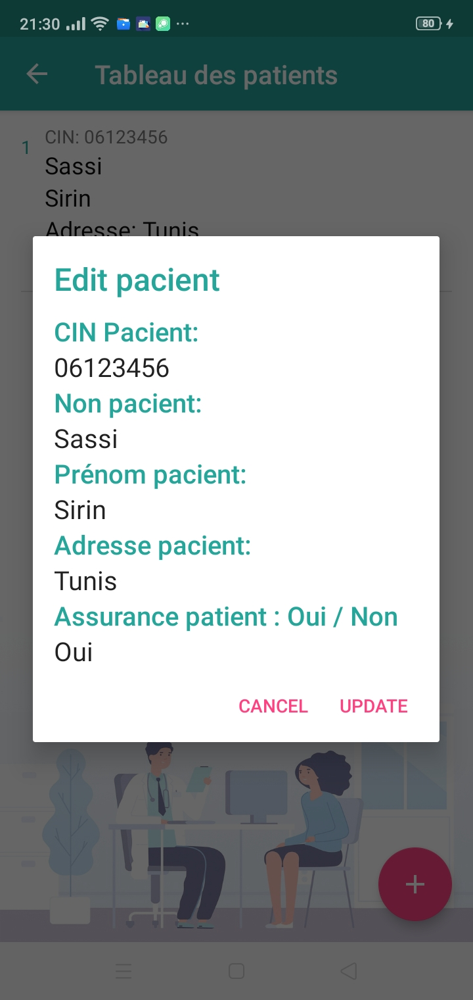 21:30
80
Tableau des patients
1
CIN: 06123456
Sassi
Sirin
Adresse: Tunis
Edit pacient
CIN Pacient:
06123456
Non pacient:
Sassi
Prénom pacient:
Sirin
Adresse pacient:
Tunis
Assurance patient : Oui / Non
Oui
CANCEL UPDATE